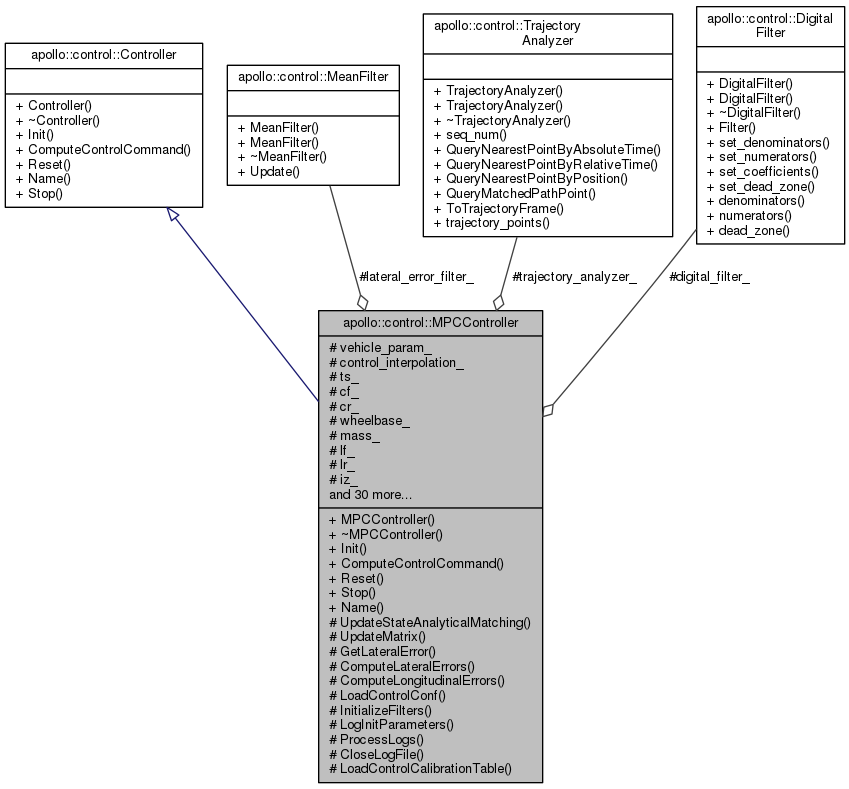 apollo::control::Controller
+ Controller()
+ ~Controller()
+ Init()
+ ComputeControlCommand()
+ Reset()
+ Name()
+ Stop()
apollo::control::MeanFilter
+ MeanFilter()
+ MeanFilter()
+ ~MeanFilter()
+ Update()
apollo::control::Trajectory
Analyzer
+ TrajectoryAnalyzer()
+ TrajectoryAnalyzer()
+ ~TrajectoryAnalyzer()
+ seq_num()
+ QueryNearestPointByAbsoluteTime()
+ QueryNearestPointByRelativeTime()
+ QueryNearestPointByPosition()
+ QueryMatchedPathPoint()
+ ToTrajectoryFrame()
+ trajectory_points()
apollo::control::Digital
Filter
+ DigitalFilter()
+ DigitalFilter()
+ ~DigitalFilter()
+ Filter()
+ set_denominators()
+ set_numerators()
+ set_coefficients()
+ set_dead_zone()
+ denominators()
+ numerators()
+ dead_zone()
#lateral_error_filter_
#trajectory_analyzer_
#digital_filter_
apollo::control::MPCController
# vehicle_param_
# control_interpolation_
# ts_
# cf_
# cr_
# wheelbase_
# mass_
# lf_
# lr_
# iz_
and 30 more...
+ MPCController()
+ ~MPCController()
+ Init()
+ ComputeControlCommand()
+ Reset()
+ Stop()
+ Name()
# UpdateStateAnalyticalMatching()
# UpdateMatrix()
# GetLateralError()
# ComputeLateralErrors()
# ComputeLongitudinalErrors()
# LoadControlConf()
# InitializeFilters()
# LogInitParameters()
# ProcessLogs()
# CloseLogFile()
# LoadControlCalibrationTable()